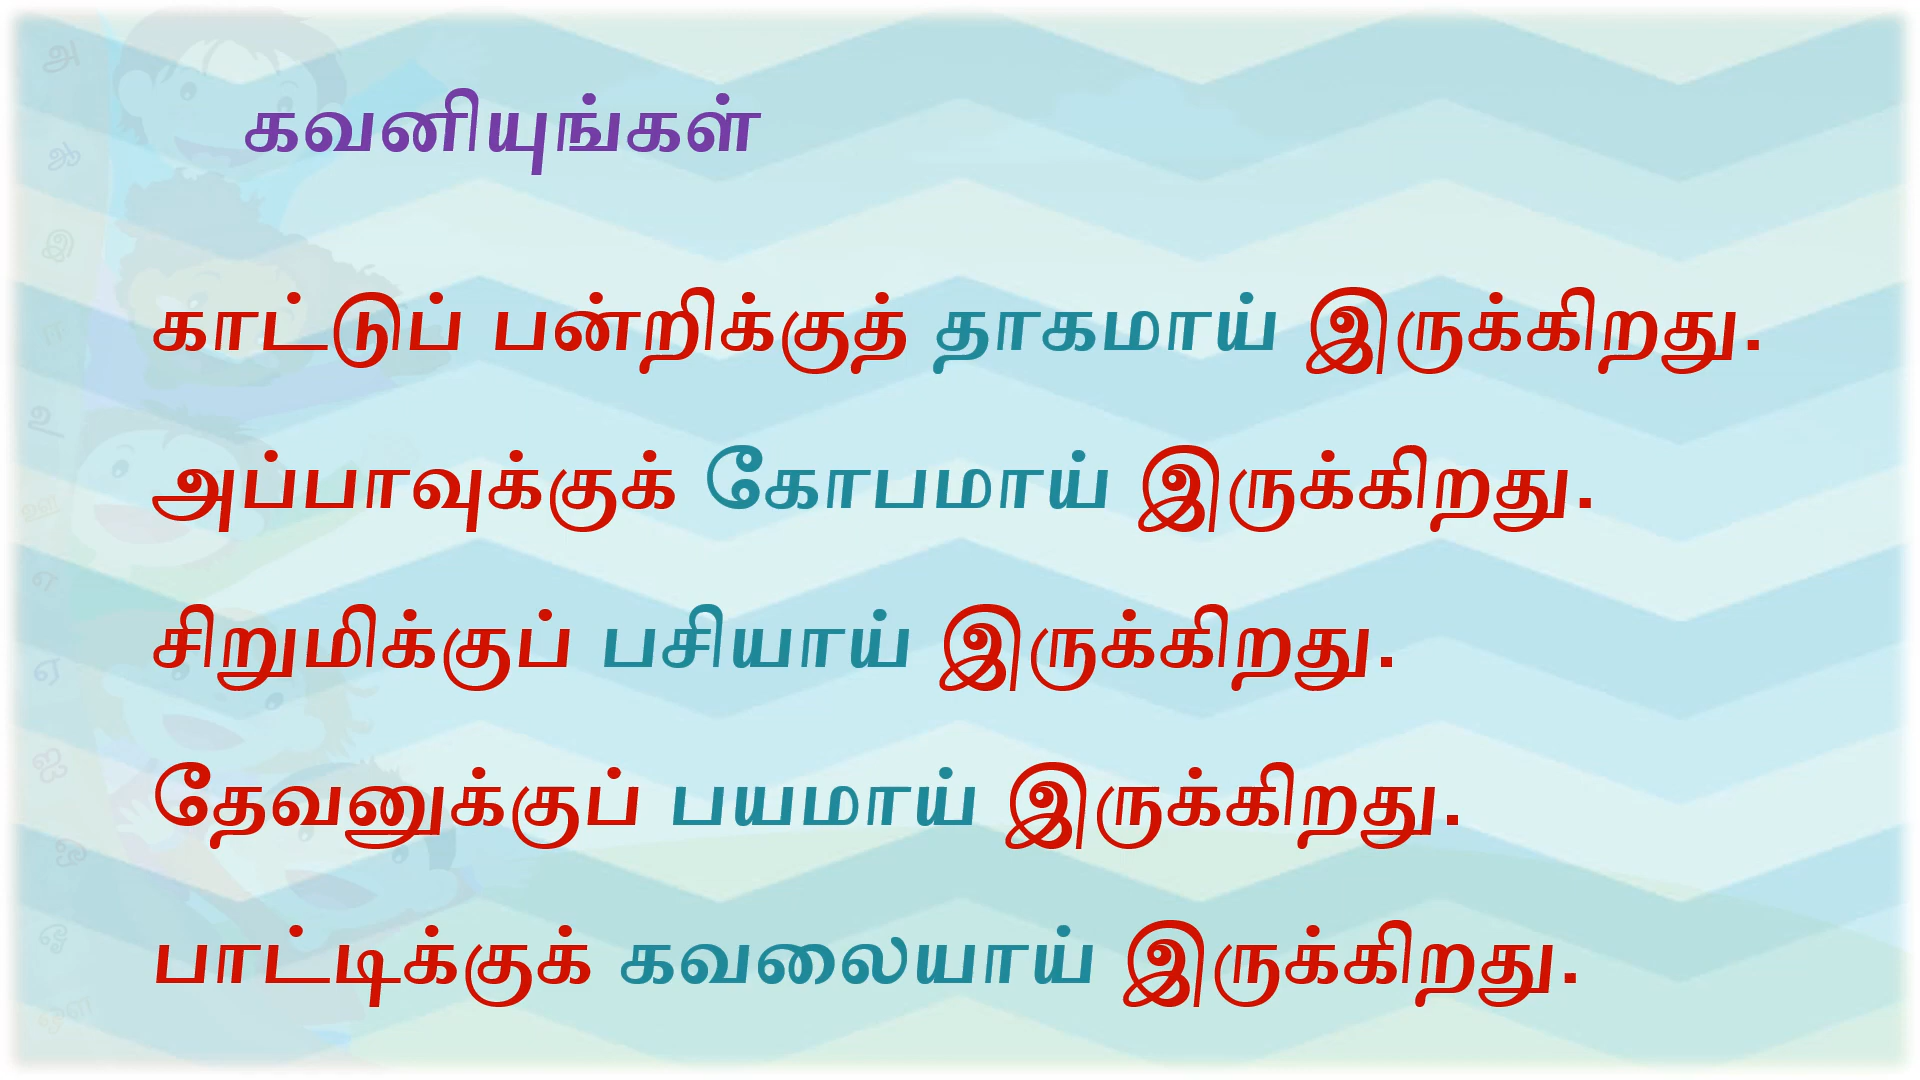 கவனியுங்கள்
காட்டுப் பன்றிக்குத் தாகமாய் இருக்கிறது.
அப்பாவுக்குக் கோபமாய் இருக்கிறது.
சிறுமிக்குப் பசியாய் இருக்கிறது.
தேவனுக்குப் பயமாய் இருக்கிறது.
பாட்டிக்குக் கவலையாய் இருக்கிறது.